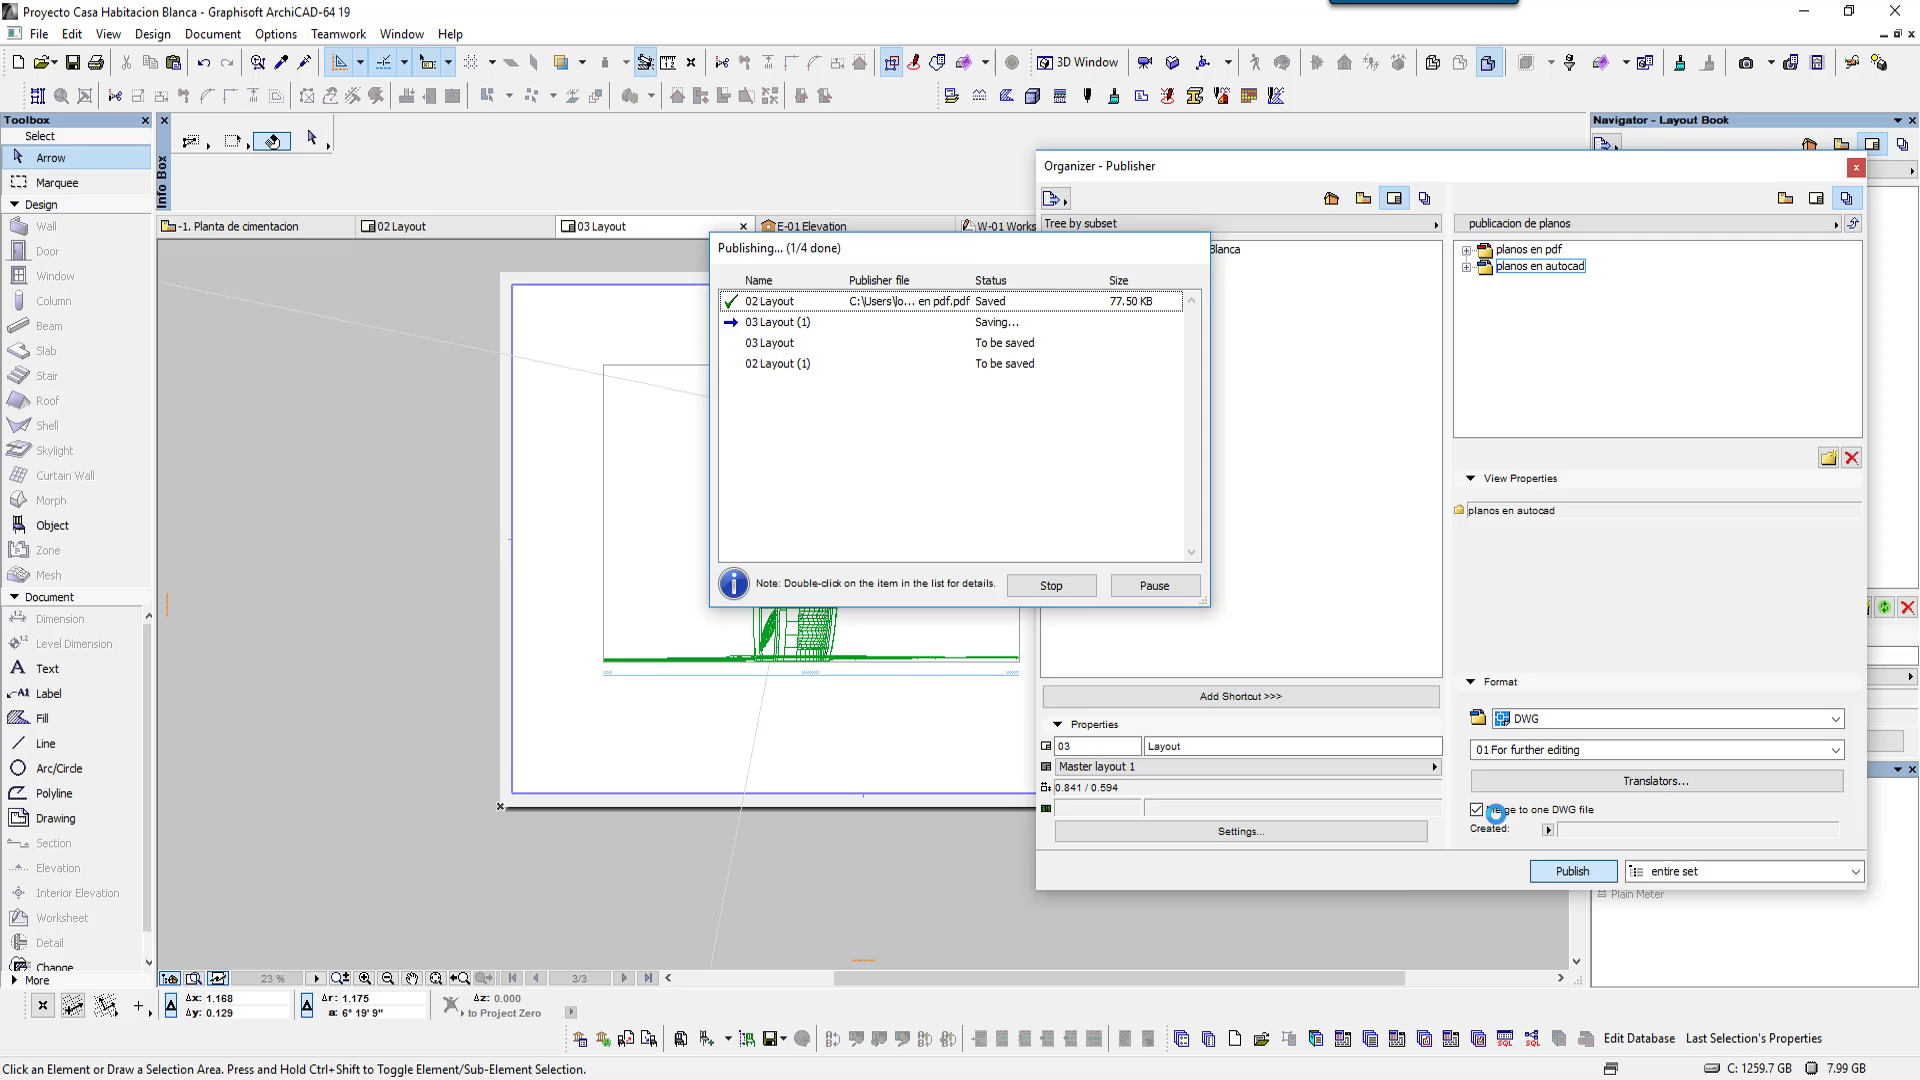 Proyecto Casa Habitacion Blanca - Graphisoft ArchiCAD-64 19
File Edit View Design Document Options Teamwork Window Help
3D Window
Toolbox
Select
Arrow
Marquee
Design
Wall
Door
Window
Column
Beam
Slab
Stair
Roof
Shell
Skylight
Curtain Wall
Morph
Object
Zone
Mesh
Document
Dimension
Level Dimension
Text
Label
Fill
Line
Arc/Circle
Polyline
Drawing
Section
Elevation
Interior Elevation
Worksheet
Detail
Change
More
Info Box
-1. Planta de cimentacion
02 Layout
03 Layout
E-01 Elevation
W-01 Works
Publishing... (1/4 done)
Name Publisher file Status Size
02 Layout C:\Users\lo... en pdf.pdf Saved 77.50 KB
03 Layout (1) Saving...
03 Layout To be saved
02 Layout (1) To be saved
Note: Double-click on the item in the list for details.
Stop
Pause
Navigator - Layout Book
Organizer - Publisher
Tree by subset
Blanca
publicacion de planos
planos en pdf
planos en autocad
View Properties
planos en autocad
Add Shortcut >>>
Properties
03 Layout
Master layout 1
0.841 / 0.594
Settings...
Format
DWG
01 For further editing
Translators...
Merge to one DWG file
Created:
Publish
entire set
Plain Meter
23 %
3/3
Δx: 1.168
Δy: 0.129
Δr: 1.175
a: 6° 19' 9"
Δz: 0.000
to Project Zero
Edit Database
Last Selection's Properties
Click an Element or Draw a Selection Area. Press and Hold Ctrl+Shift to Toggle Element/Sub-Element Selection.
C: 1259.7 GB
7.99 GB